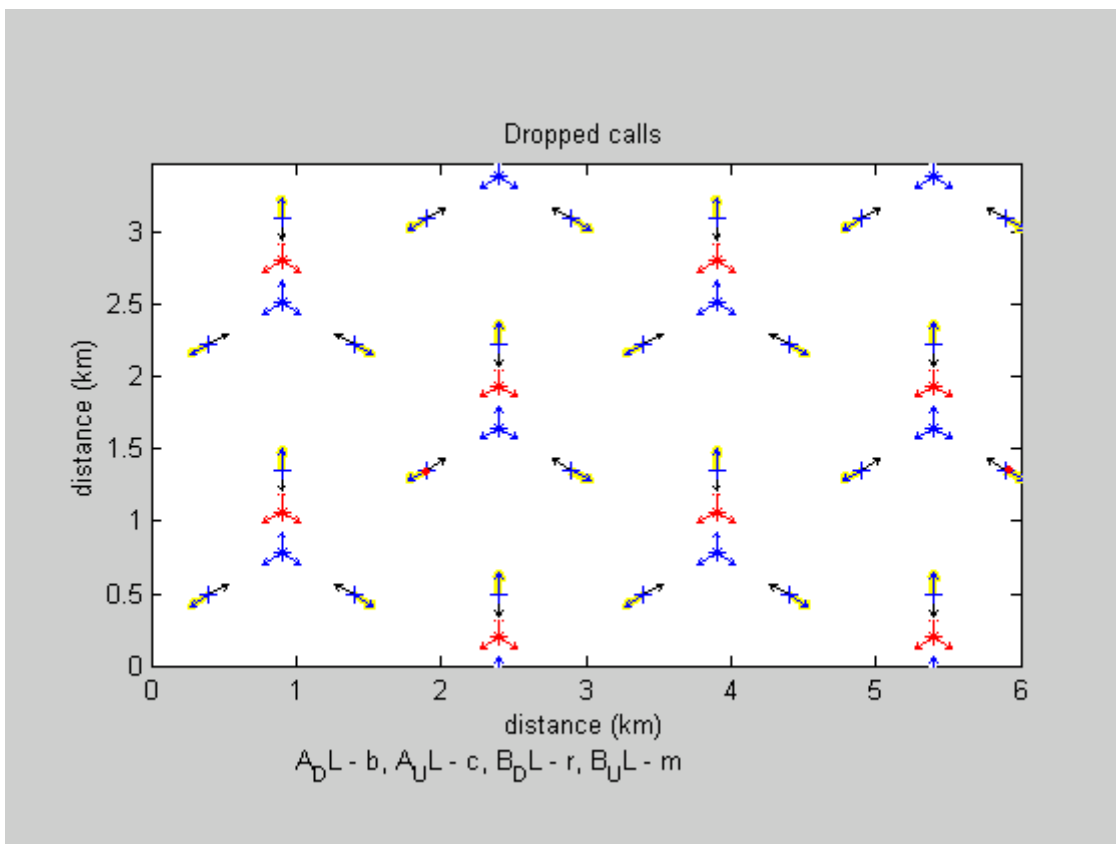 Dropped calls
3
2.5
2
1.5
1
0.5
0
distance (km)
0 1 2 3 4 5 6
distance (km)
A_DL - b, A_UL - c, B_DL - r, B_UL - m